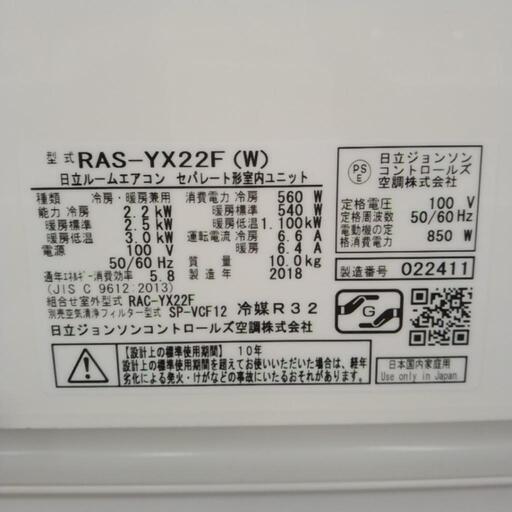 型式 RAS-YX22F (W)
日立ルームエアコン セパレート形室内ユニット
種類 冷房・暖房兼用
能力 冷房 2.2 kW
暖房標準 2.5 kW
暖房低温 3.0 kW
電源 100 V
50/60 Hz
通年エネルギー消費効率 5.8
(JIS C 9612:2013)
消費電力 冷房 560 W
暖房標準 540 W
暖房低温 1.100 kW
運転電流 冷房 6.6 A
暖房 6.4 A
質量 10.0 kg
製造年 2018
組合せ室外型式 RAC-YX22F
別売空気清浄フィルター型式 SP-VCF12 冷媒R32
日立ジョンソンコントロールズ空調株式会社
【設計上の標準使用期間】 10年
設計上の標準使用期間を超えてお使いいただいた場合は、経年
劣化による発火・けがなどの事故にいたるおそれがあります。
PS
E
日立ジョンソン
コントロールズ
空調株式会社
定格電圧 100 V
定格周波数 50/60 Hz
電動機の定
格消費電力 850 W
製造番号 022411
G
日本国内家庭用
Use only in Japan